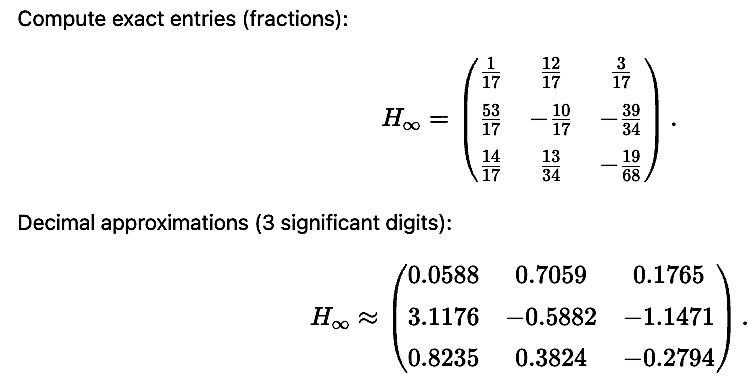 Compute exact entries (fractions):
H∞ = ( 1/17 12/17 3/17
53/17 −10/17 −39/34
14/17 13/34 −19/68 ) .
Decimal approximations (3 significant digits):
H∞ ≈ ( 0.0588 0.7059 0.1765
3.1176 −0.5882 −1.1471
0.8235 0.3824 −0.2794 ) .